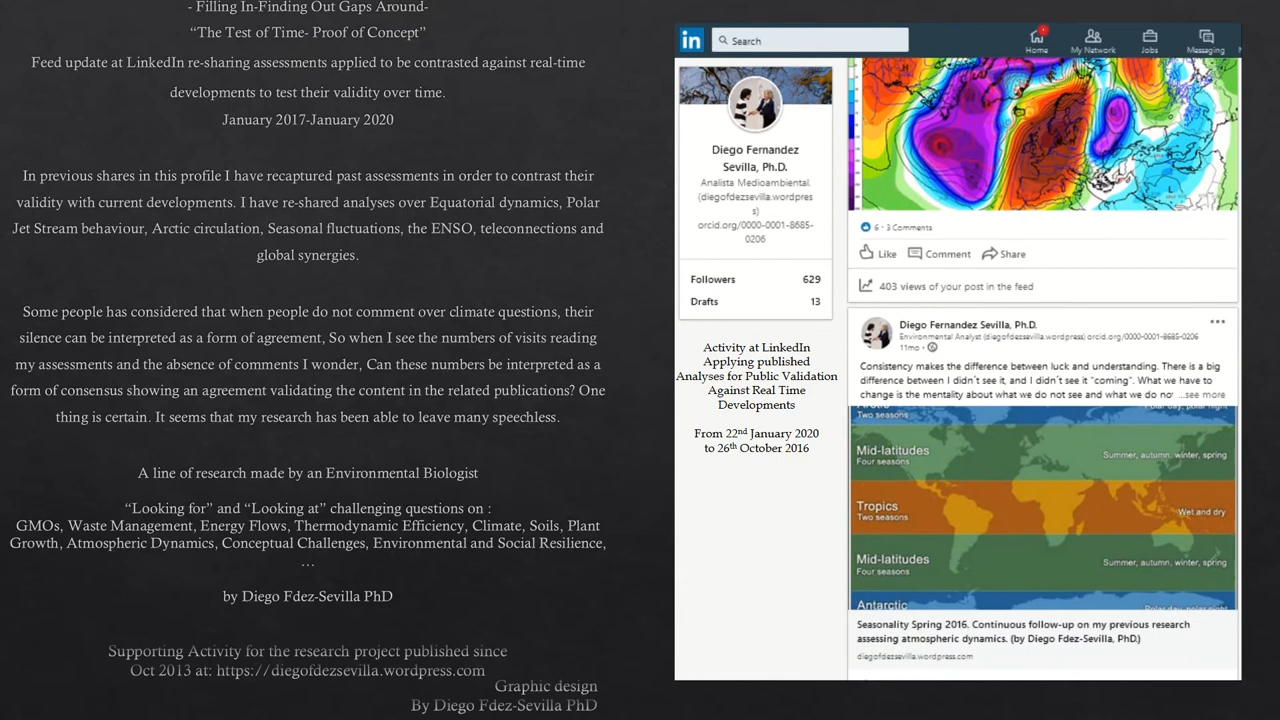 - Filling In-Finding Out Gaps Around-
“The Test of Time- Proof of Concept”
Feed update at LinkedIn re-sharing assessments applied to be contrasted against real-time
developments to test their validity over time.
January 2017-January 2020
In previous shares in this profile I have recaptured past assessments in order to contrast their
validity with current developments. I have re-shared analyses over Equatorial dynamics, Polar
Jet Stream behaviour, Arctic circulation, Seasonal fluctuations, the ENSO, teleconnections and
global synergies.
Some people has considered that when people do not comment over climate questions, their
silence can be interpreted as a form of agreement, So when I see the numbers of visits reading
my assessments and the absence of comments I wonder, Can these numbers be interpreted as a
form of consensus showing an agreement validating the content in the related publications? One
thing is certain. It seems that my research has been able to leave many speechless.
A line of research made by an Environmental Biologist
“Looking for” and “Looking at” challenging questions on :
GMOs, Waste Management, Energy Flows, Thermodynamic Efficiency, Climate, Soils, Plant
Growth, Atmospheric Dynamics, Conceptual Challenges, Environmental and Social Resilience,
…
by Diego Fdez-Sevilla PhD
Supporting Activity for the research project published since
Oct 2013 at: https://diegofdezsevilla.wordpress.com
Graphic design
By Diego Fdez-Sevilla PhD
in
Search
Home
My Network
Jobs
Messaging
Diego Fernandez
Sevilla, Ph.D.
Analista Medioambiental.
(diegofdezsevilla.wordpres
s)
orcid.org/0000-0001-8685-
0206
Followers 629
Drafts 13
Activity at LinkedIn
Applying published
Analyses for Public Validation
Against Real Time
Developments
From 22nd January 2020
to 26th October 2016
6 · 3 Comments
Like Comment Share
403 views of your post in the feed
Diego Fernandez Sevilla, Ph.D.
Environmental Analyst (diegofdezsevilla.wordpress) orcid.org/0000-0001-8685-0206
11mo
Consistency makes the difference between luck and understanding. There is a big
difference between I didn´t see it, and I didn´t see it "coming". What we have to
change is the mentality about what we do not see and what we do no ...see more
Arctic
Two seasons
Polar day, polar night
Mid-latitudes
Four seasons
Summer, autumn, winter, spring
Tropics
Two seasons
Wet and dry
Mid-latitudes
Four seasons
Summer, autumn, winter, spring
Antarctic
Polar day, polar night
Seasonality Spring 2016. Continuous follow-up on my previous research
assessing atmospheric dynamics. (by Diego Fdez-Sevilla, PhD.)
diegofdezsevilla.wordpress.com